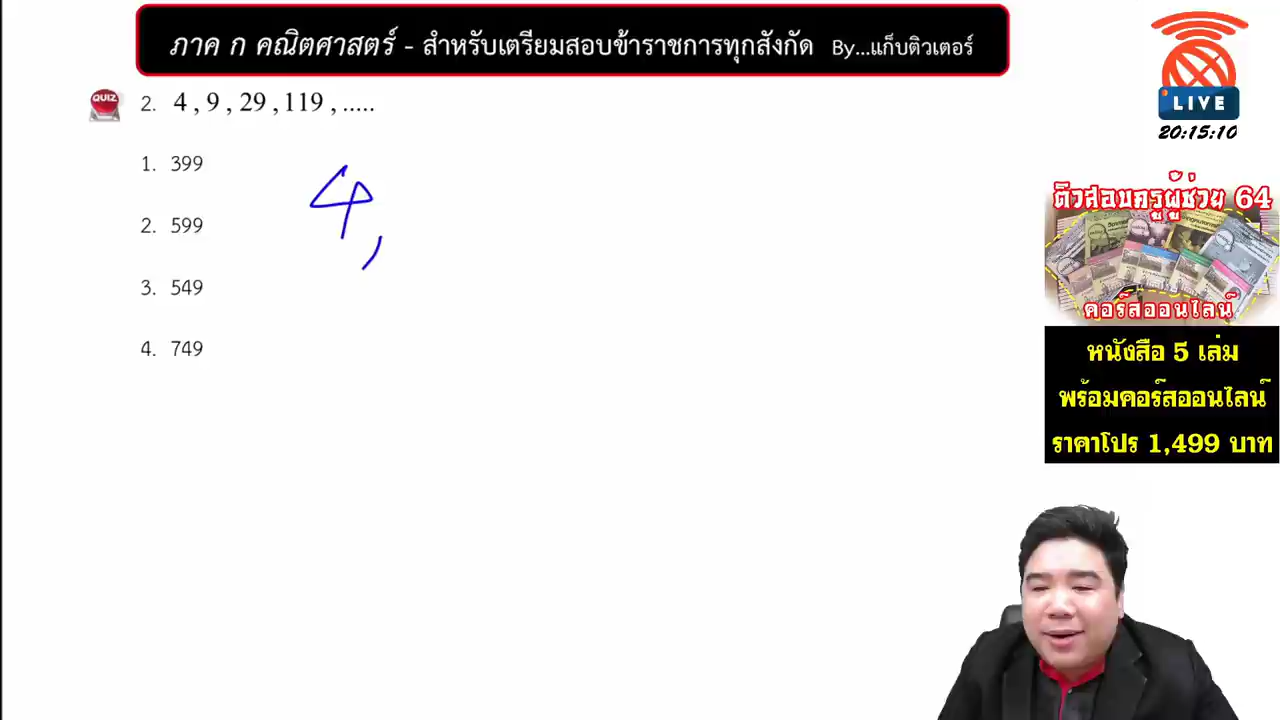 ภาค ก คณิตศาสตร์ - สำหรับเตรียมสอบข้าราชการทุกสังกัด By...แก็บติวเตอร์
QUIZ
2. 4 , 9 , 29 , 119 , .....
1. 399
2. 599
3. 549
4. 749
4 ,
LIVE
20:15:10
ติวสอบครูผู้ช่วย 64
คอร์สออนไลน์
หนังสือ 5 เล่ม
พร้อมคอร์สออนไลน์
ราคาโปร 1,499 บาท